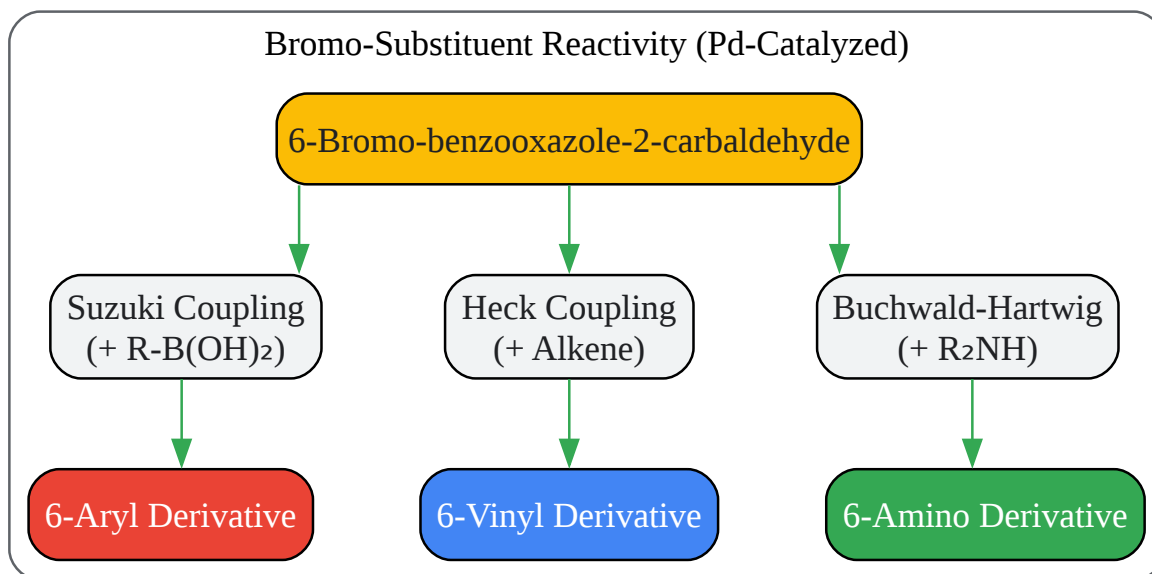 Bromo-Substituent Reactivity (Pd-Catalyzed)
6-Bromo-benzooxazole-2-carbaldehyde
Suzuki Coupling
(+ R-B(OH)₂)
Heck Coupling
(+ Alkene)
Buchwald-Hartwig
(+ R₂NH)
6-Aryl Derivative
6-Vinyl Derivative
6-Amino Derivative